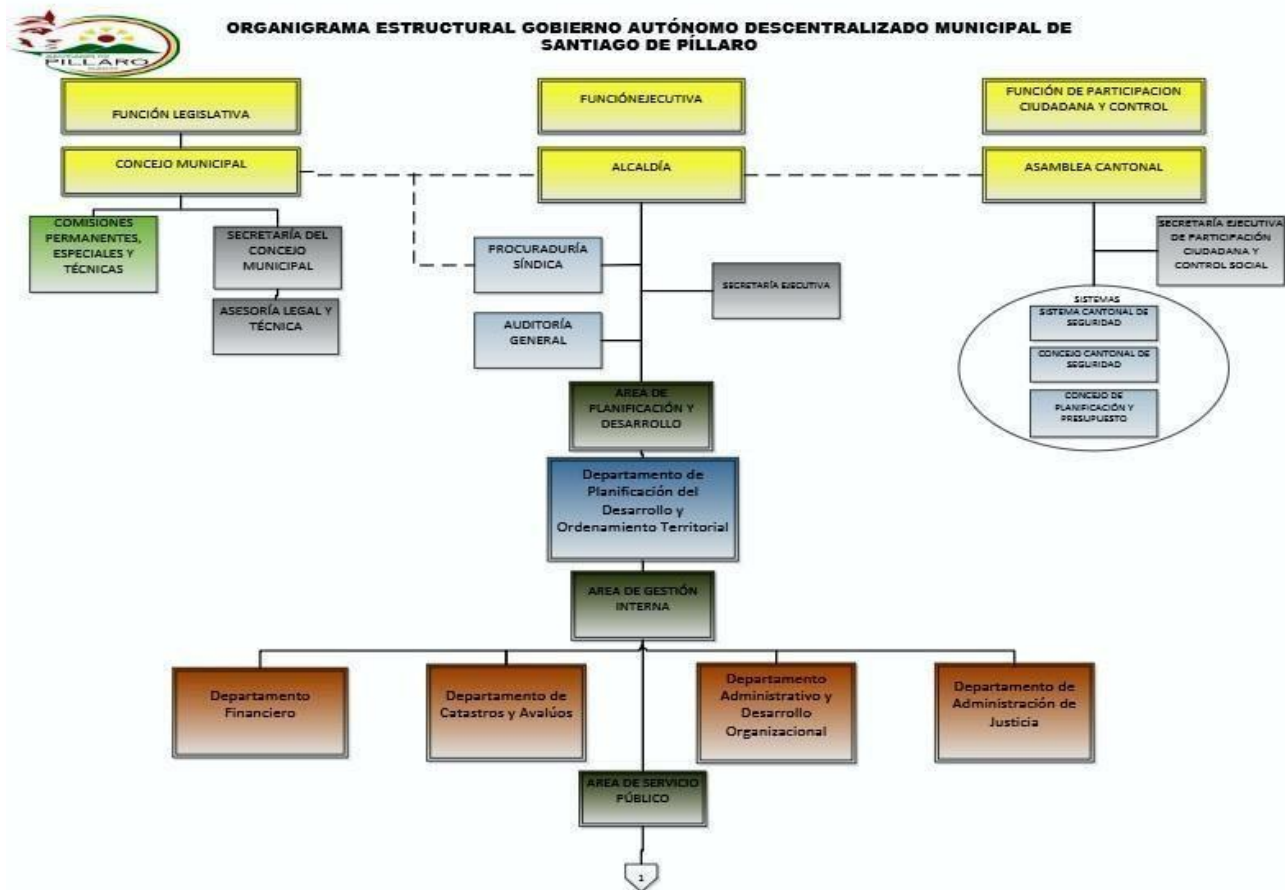 ORGANIGRAMA ESTRUCTURAL GOBIERNO AUTÓNOMO DESCENTRALIZADO MUNICIPAL DE
SANTIAGO DE PÍLLARO
PILLARO
FUNCIÓN LEGISLATIVA
FUNCIÓNEJECUTIVA
FUNCIÓN DE PARTICIPACION
CIUDADANA Y CONTROL
CONCEJO MUNICIPAL
ALCALDÍA
ASAMBLEA CANTONAL
COMISIONES
PERMANENTES,
ESPECIALES Y
TÉCNICAS
SECRETARÍA DEL
CONCEJO
MUNICIPAL
ASESORÍA LEGAL Y
TÉCNICA
PROCURADURÍA
SÍNDICA
SECRETARÍA EJECUTIVA
AUDITORÍA
GENERAL
SECRETARÍA EJECUTIVA
DE PARTICIPACIÓN
CIUDADANA Y
CONTROL SOCIAL
SISTEMAS
SISTEMA CANTONAL DE
SEGURIDAD
CONCEJO CANTONAL DE
SEGURIDAD
CONCEJO DE
PLANIFICACIÓN Y
PRESUPUESTO
AREA DE
PLANIFICACIÓN Y
DESARROLLO
Departamento de
Planificación del
Desarrollo y
Ordenamiento Territorial
AREA DE GESTIÓN
INTERNA
Departamento
Financiero
Departamento de
Catastros y Avalúos
Departamento
Administrativo y
Desarrollo
Organizacional
Departamento de
Administración de
Justicia
AREA DE SERVICIO
PÚBLICO
1